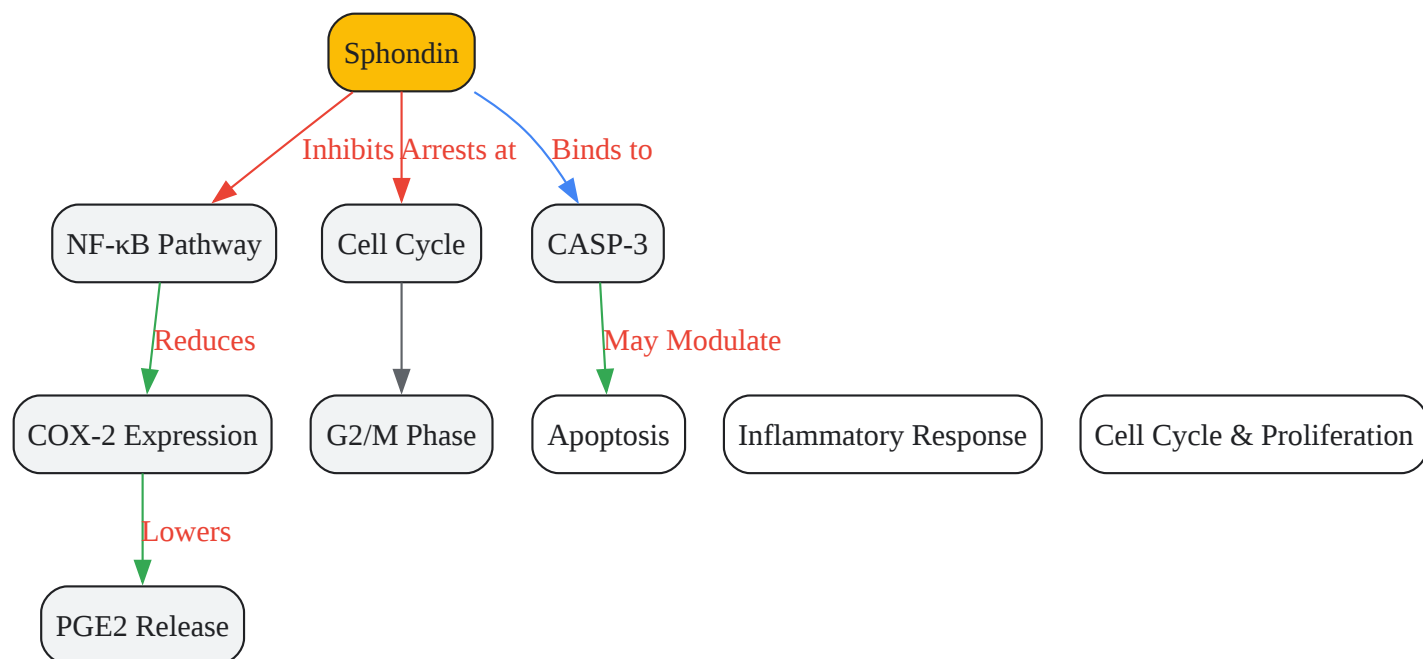 Sphondin
Inhibits Arrests at Binds to
NF-κB Pathway
Cell Cycle
CASP-3
Reduces
May Modulate
COX-2 Expression
G2/M Phase
Apoptosis
Inflammatory Response
Cell Cycle & Proliferation
Lowers
PGE2 Release